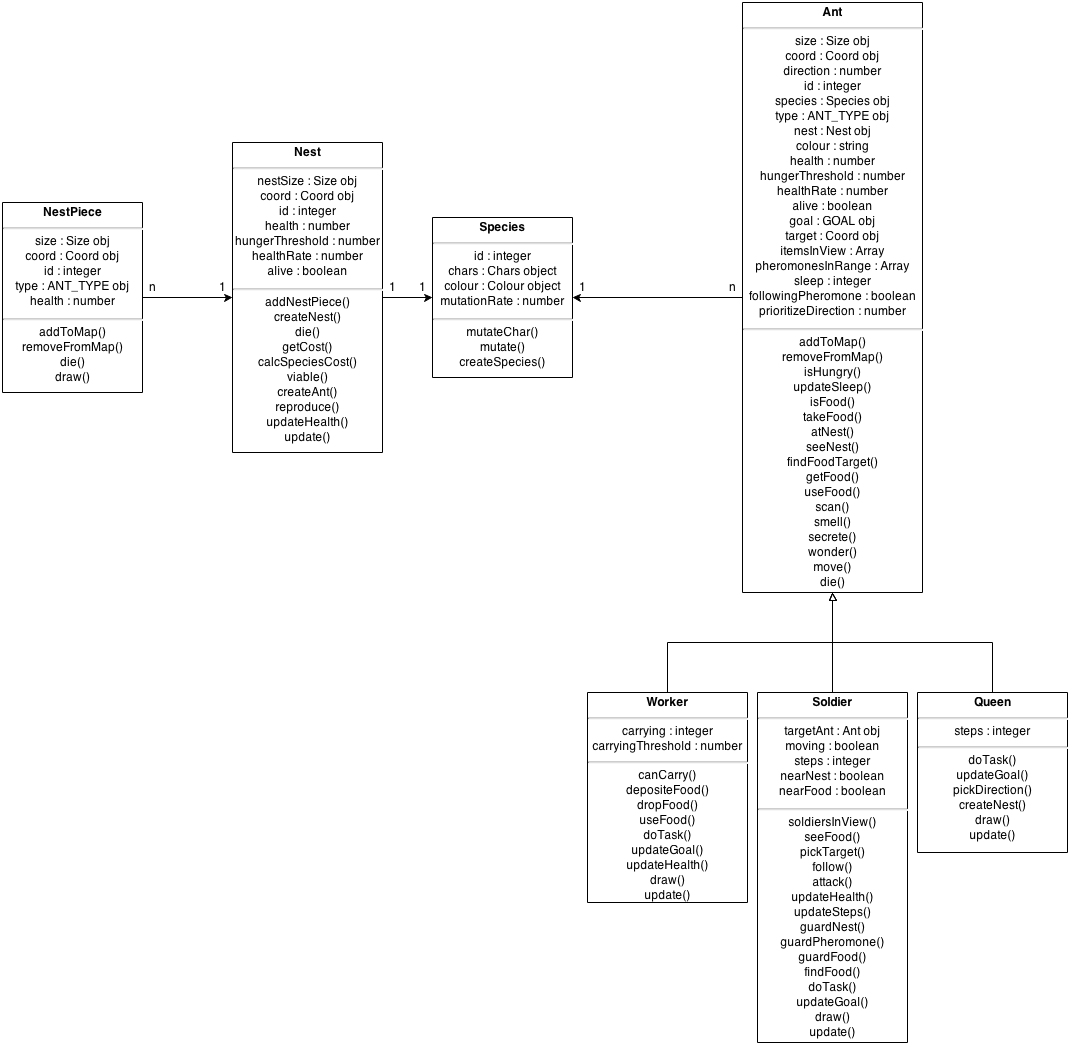 NestPiece
size : Size obj
coord : Coord obj
id : integer
type : ANT_TYPE obj
health : number
addToMap()
removeFromMap()
die()
draw()
n
1
Nest
nestSize : Size obj
coord : Coord obj
id : integer
health : number
hungerThreshold : number
healthRate : number
alive : boolean
addNestPiece()
createNest()
die()
getCost()
calcSpeciesCost()
viable()
createAnt()
reproduce()
updateHealth()
update()
1
1
Species
id : integer
chars : Chars object
colour : Colour object
mutationRate : number
mutateChar()
mutate()
createSpecies()
1
n
Ant
size : Size obj
coord : Coord obj
direction : number
id : integer
species : Species obj
type : ANT_TYPE obj
nest : Nest obj
colour : string
health : number
hungerThreshold : number
healthRate : number
alive : boolean
goal : GOAL obj
target : Coord obj
itemsInView : Array
pheromonesInRange : Array
sleep : integer
followingPheromone : boolean
prioritizeDirection : number
addToMap()
removeFromMap()
isHungry()
updateSleep()
isFood()
takeFood()
atNest()
seeNest()
findFoodTarget()
getFood()
useFood()
scan()
smell()
secrete()
wonder()
move()
die()
Worker
carrying : integer
carryingThreshold : number
canCarry()
depositeFood()
dropFood()
useFood()
doTask()
updateGoal()
updateHealth()
draw()
update()
Soldier
targetAnt : Ant obj
moving : boolean
steps : integer
nearNest : boolean
nearFood : boolean
soldiersInView()
seeFood()
pickTarget()
follow()
attack()
updateHealth()
updateSteps()
guardNest()
guardPheromone()
guardFood()
findFood()
doTask()
updateGoal()
draw()
update()
Queen
steps : integer
doTask()
updateGoal()
pickDirection()
createNest()
draw()
update()